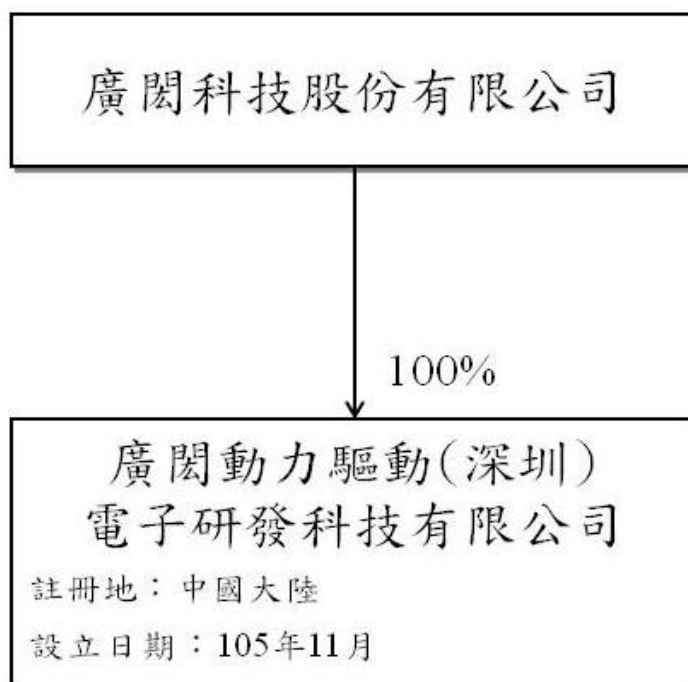 廣閎科技股份有限公司
100%
廣閎動力驅動(深圳)
電子研發科技有限公司
註冊地：中國大陸
設立日期：105年11月